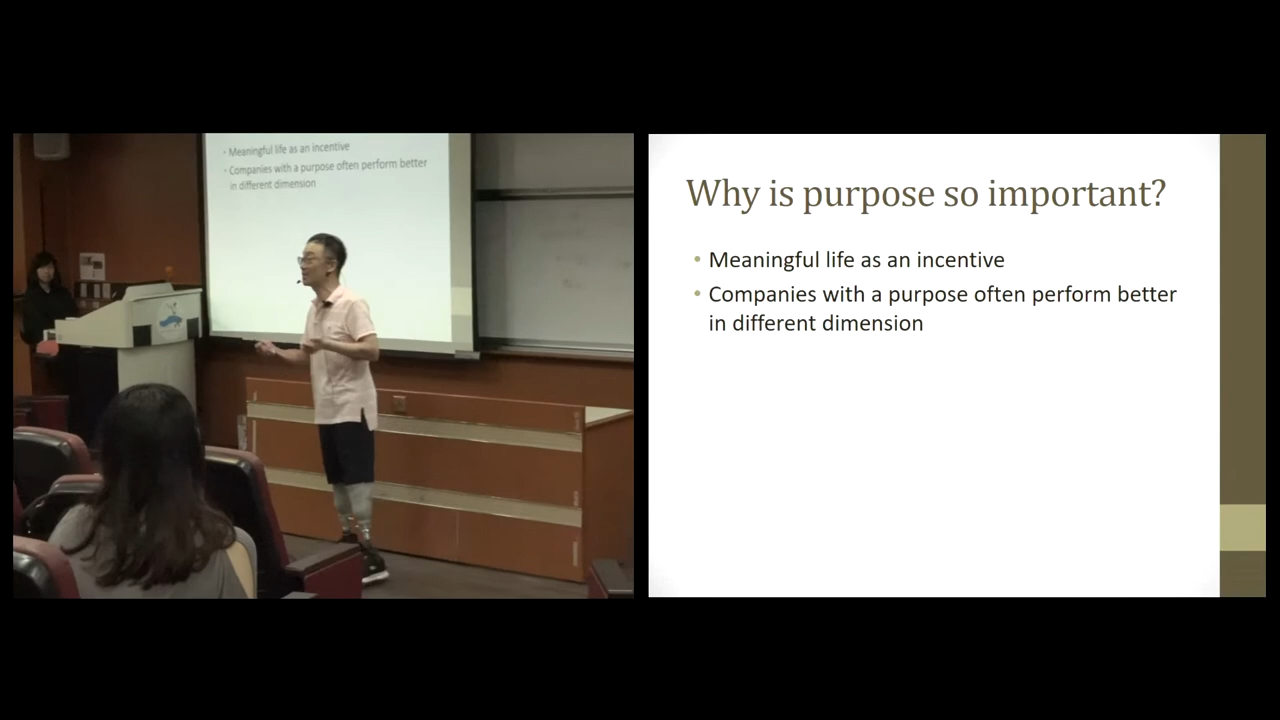 • Meaningful life as an incentive
• Companies with a purpose often perform better
in different dimension
Why is purpose so important?
• Meaningful life as an incentive
• Companies with a purpose often perform better
in different dimension